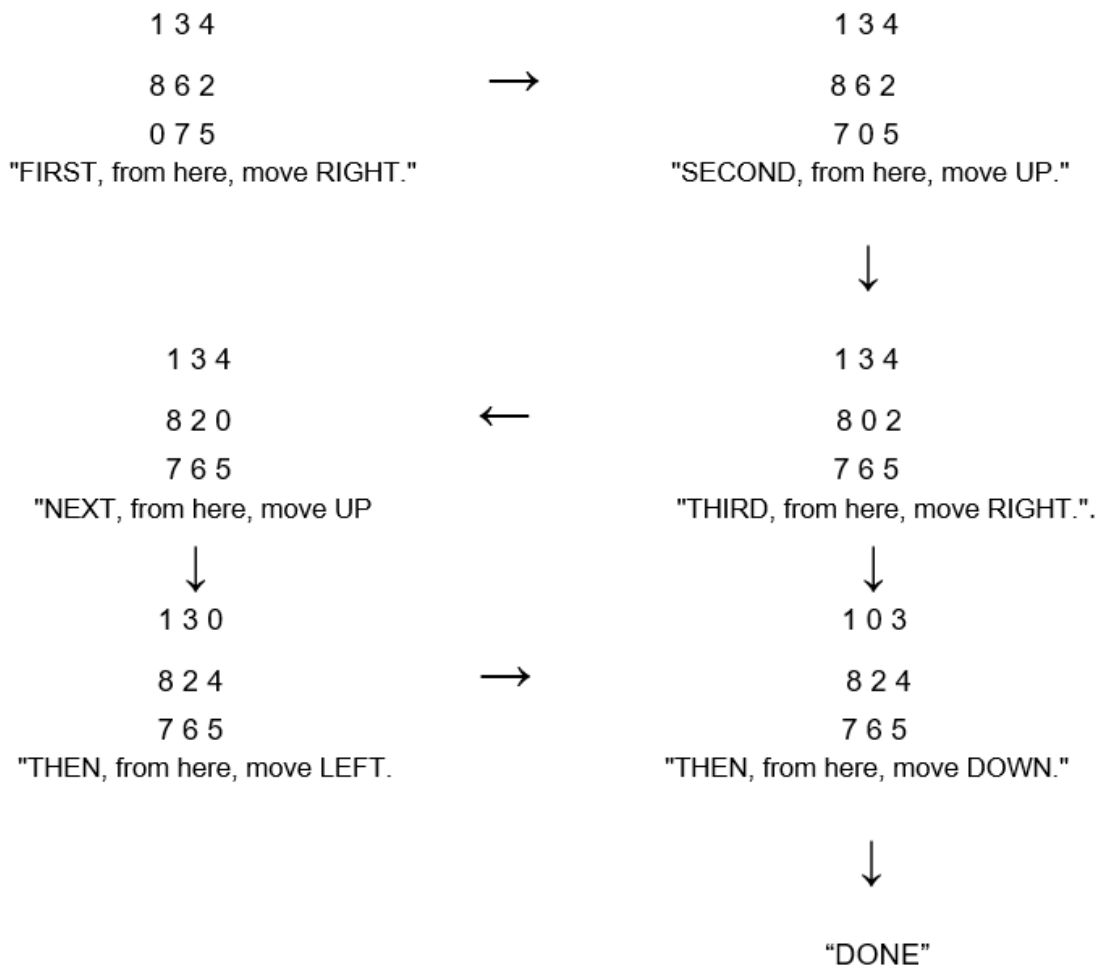 1 3 4
8 6 2
0 7 5
"FIRST, from here, move RIGHT."
→
1 3 4
8 6 2
7 0 5
"SECOND, from here, move UP."
↓
1 3 4
8 0 2
7 6 5
"THIRD, from here, move RIGHT.".
←
1 3 4
8 2 0
7 6 5
"NEXT, from here, move UP
↓
↓
1 3 0
8 2 4
7 6 5
"THEN, from here, move LEFT.
→
1 0 3
8 2 4
7 6 5
"THEN, from here, move DOWN."
↓
“DONE”